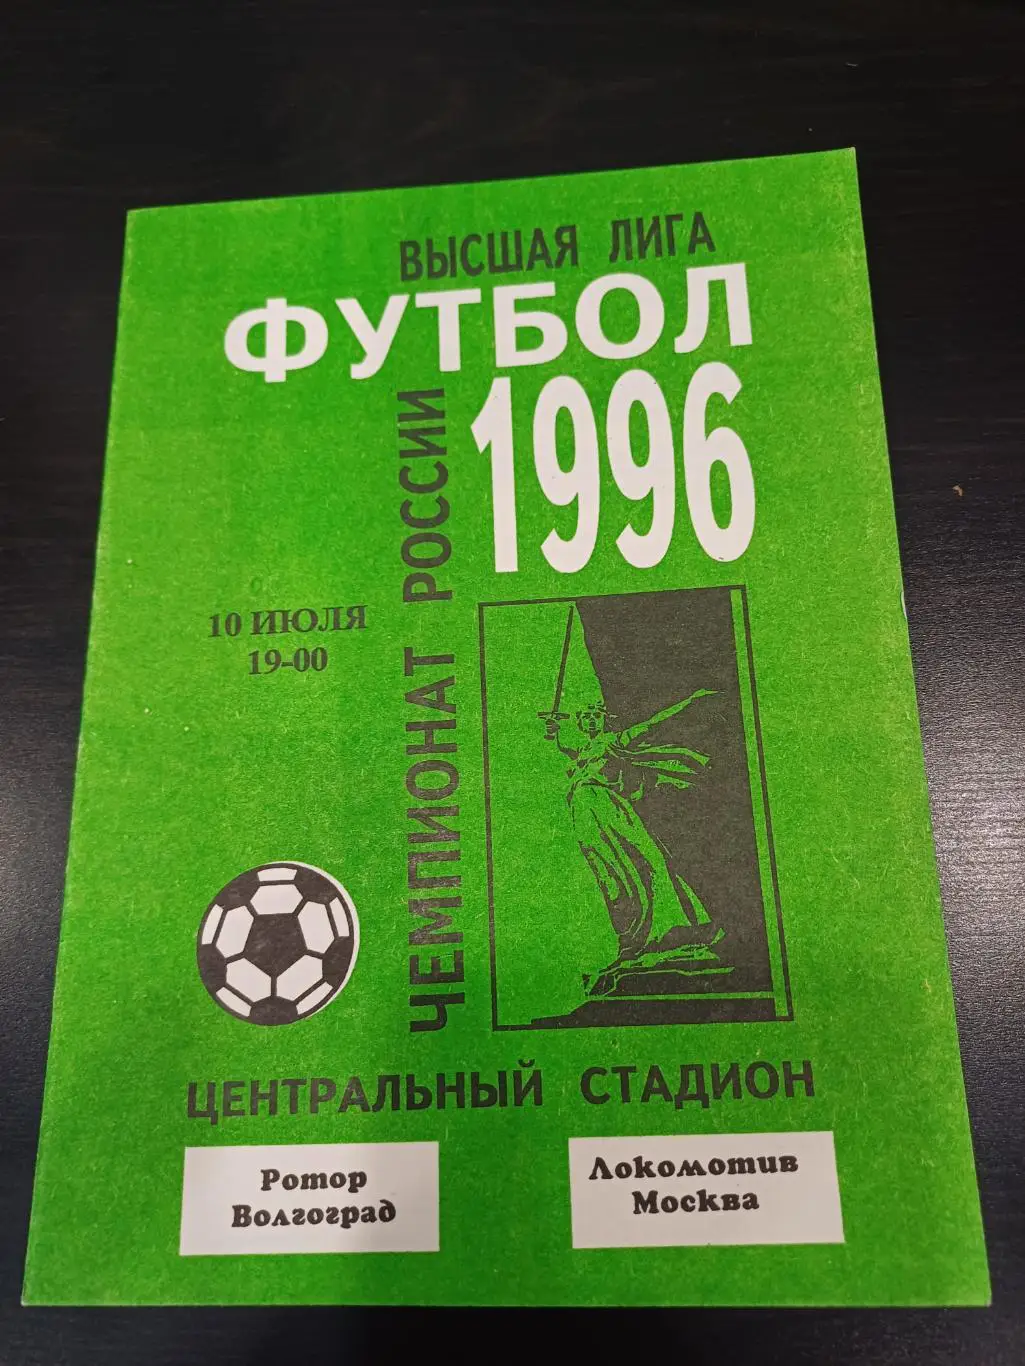 ВЫСШАЯ ЛИГА
ФУТБОЛ
1996
ЧЕМПИОНАТ РОССИИ
10 ИЮЛЯ
19-00
ЦЕНТРАЛЬНЫЙ СТАДИОН
Ротор
Волгоград
Локомотив
Москва